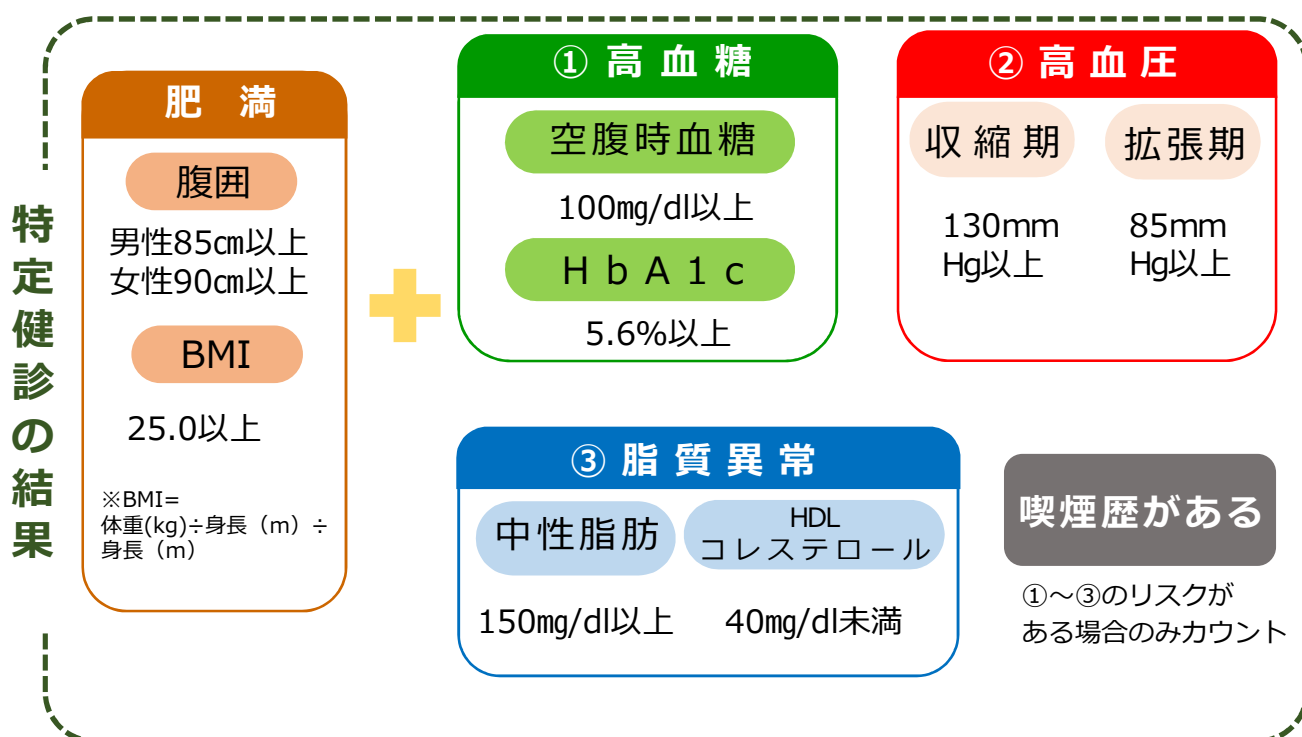 特定健診の結果
肥 満
腹囲
男性85㎝以上
女性90㎝以上
BMI
25.0以上
※BMI=
体重(kg)÷身長（m）÷
身長（m）
① 高 血 糖
空腹時血糖
100㎎/dl以上
ＨｂＡ１ｃ
5.6%以上
② 高 血 圧
収縮期
130mm
Hg以上
拡張期
85mm
Hg以上
③ 脂 質 異 常
中性脂肪
150㎎/dl以上
HDL
コレステロール
40㎎/dl未満
喫煙歴がある
①～③のリスクが
ある場合のみカウント